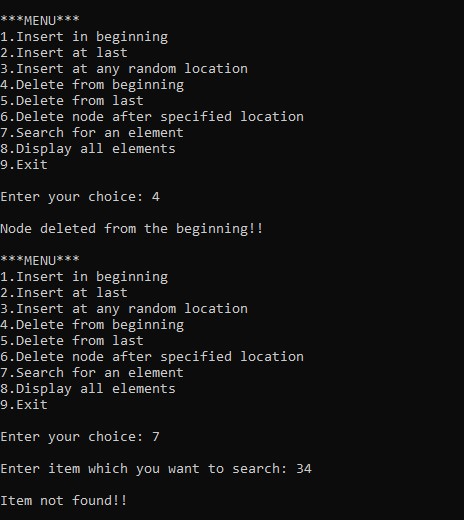 ***MENU***
1.Insert in beginning
2.Insert at last
3.Insert at any random location
4.Delete from beginning
5.Delete from last
6.Delete node after specified location
7.Search for an element
8.Display all elements
9.Exit
Enter your choice: 4
Node deleted from the beginning!!
***MENU***
1.Insert in beginning
2.Insert at last
3.Insert at any random location
4.Delete from beginning
5.Delete from last
6.Delete node after specified location
7.Search for an element
8.Display all elements
9.Exit
Enter your choice: 7
Enter item which you want to search: 34
Item not found!!